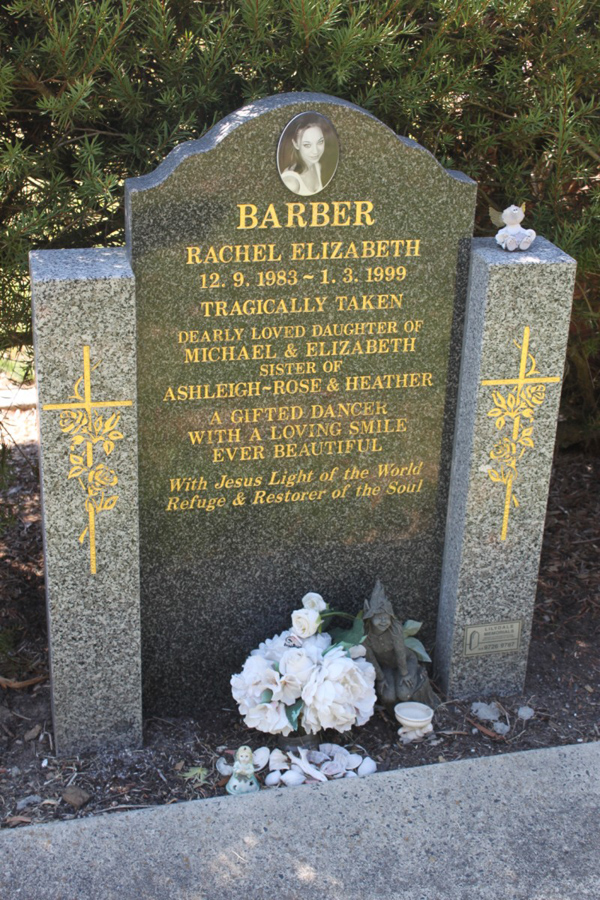 BARBER
RACHEL ELIZABETH
12. 9. 1983 ~ 1. 3. 1999
TRAGICALLY TAKEN
DEARLY LOVED DAUGHTER OF
MICHAEL & ELIZABETH
SISTER OF
ASHLEIGH-ROSE & HEATHER
A GIFTED DANCER
WITH A LOVING SMILE
EVER BEAUTIFUL
With Jesus Light of the World
Refuge & Restorer of the Soul